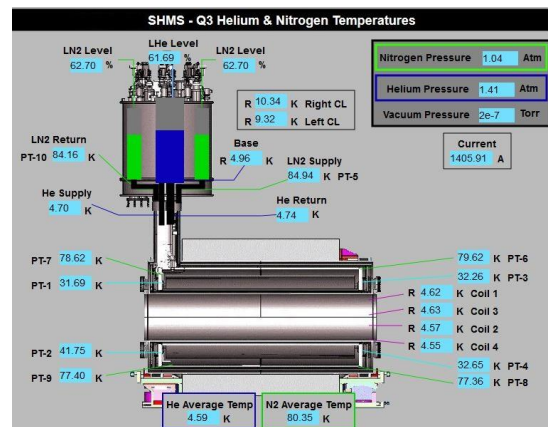 SHMS - Q3 Helium & Nitrogen Temperatures
LN2 Level
62.70 %
LHe Level
61.69 %
LN2 Level
62.70 %
Nitrogen Pressure 1.04 Atm
Helium Pressure 1.41 Atm
Vacuum Pressure 2e-7 Torr
R 10.34 K Right CL
R 9.32 K Left CL
Current
1405.91 A
LN2 Return
PT-10 84.16 K
Base
R 4.96 K
LN2 Supply
84.94 K PT-5
He Supply
4.70 K
He Return
4.74 K
PT-7 78.62 K
79.62 K PT-6
PT-1 31.69 K
32.26 K PT-3
R 4.62 K Coil 1
R 4.63 K Coil 3
R 4.57 K Coil 2
R 4.55 K Coil 4
PT-2 41.75 K
32.65 K PT-4
PT-9 77.40 K
77.36 K PT-8
He Average Temp
4.59 K
N2 Average Temp
80.35 K